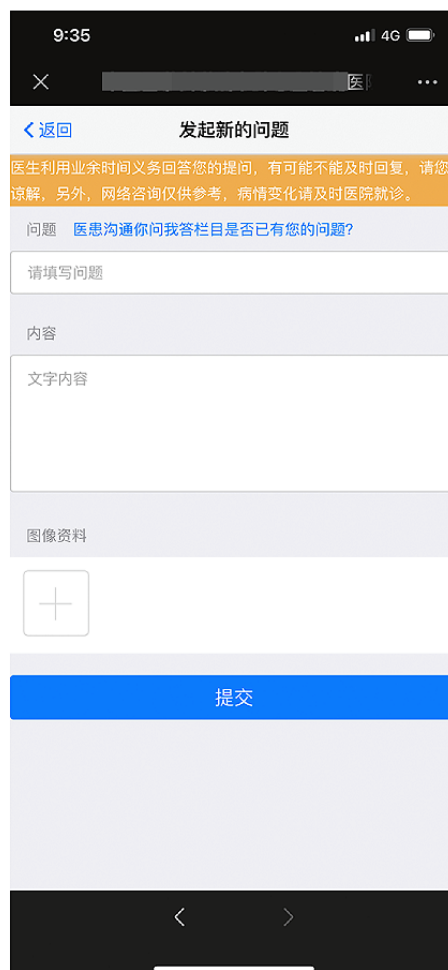 9:35
4G
医
返回
发起新的问题
医生利用业余时间义务回答您的提问，有可能不能及时回复，请您
谅解，另外，网络咨询仅供参考，病情变化请及时医院就诊。
问题 医患沟通你问我答栏目是否已有您的问题?
请填写问题
内容
文字内容
图像资料
提交